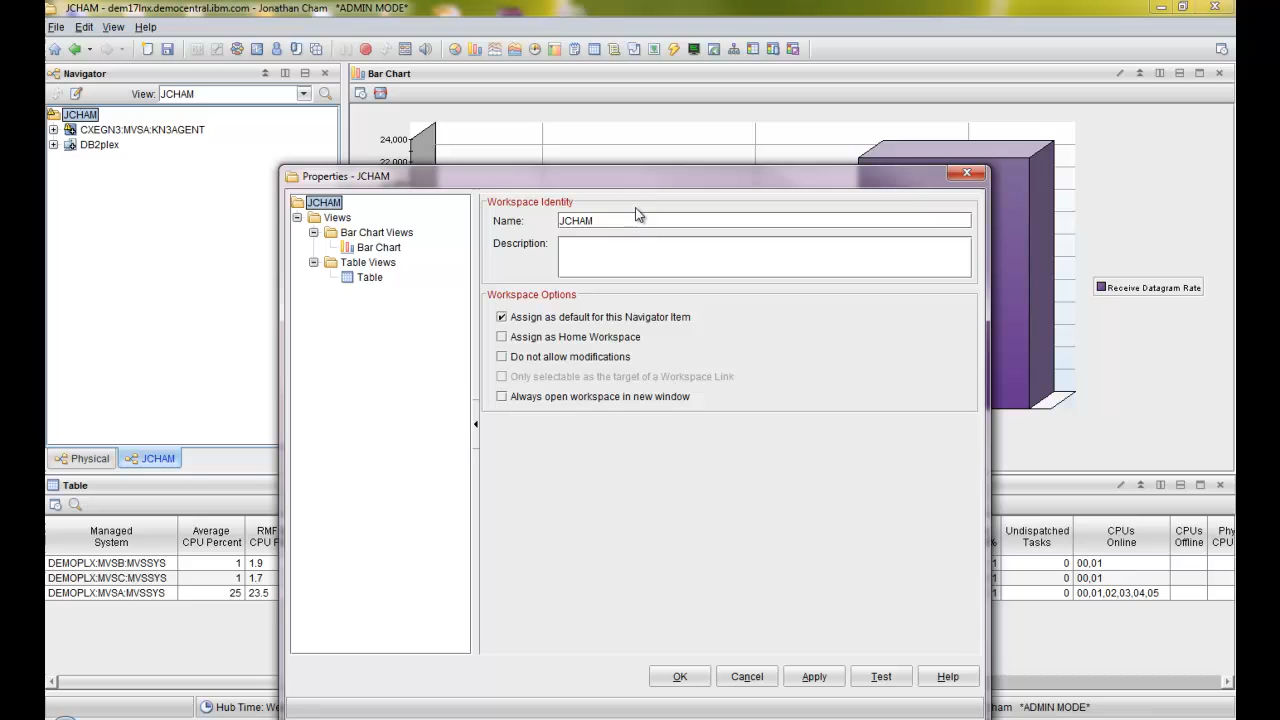 JCHAM - dem17lnx.democentral.ibm.com - Jonathan Cham *ADMIN MODE*
File Edit View Help
Navigator
View: JCHAM
JCHAM
CXEGN3:MVSA:KN3AGENT
DB2plex
Physical JCHAM
Bar Chart
24,000
22,000
Receive Datagram Rate
Properties - JCHAM
JCHAM
Views
Bar Chart Views
Bar Chart
Table Views
Table
Workspace Identity
Name: JCHAM
Description:
Workspace Options
Assign as default for this Navigator Item
Assign as Home Workspace
Do not allow modifications
Only selectable as the target of a Workspace Link
Always open workspace in new window
OK Cancel Apply Test Help
Table
Managed System Average CPU Percent RMF CPU Undispatched Tasks CPUs Online CPUs Offline
DEMOPLX:MVSB:MVSSYS 1 1.9 0 00,01
DEMOPLX:MVSC:MVSSYS 1 1.7 0 00,01
DEMOPLX:MVSA:MVSSYS 25 23.5 0 00,01,02,03,04,05
Hub Time: We ham *ADMIN MODE*